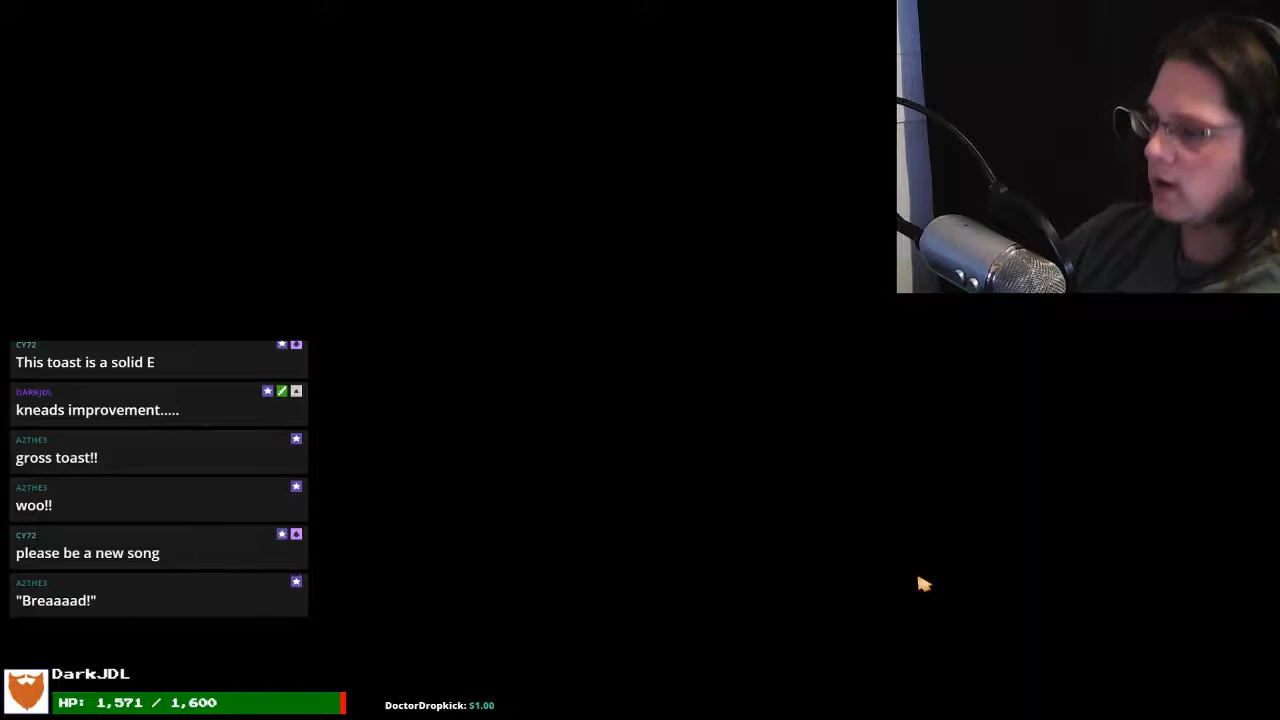 CY72
This toast is a solid E
DARKJDL
kneads improvement.....
A2THE3
gross toast!!
A2THE3
woo!!
CY72
please be a new song
A2THE3
"Breaaaad!"
DarkJDL
HP: 1,571 / 1,600
DoctorDropkick: $1.00